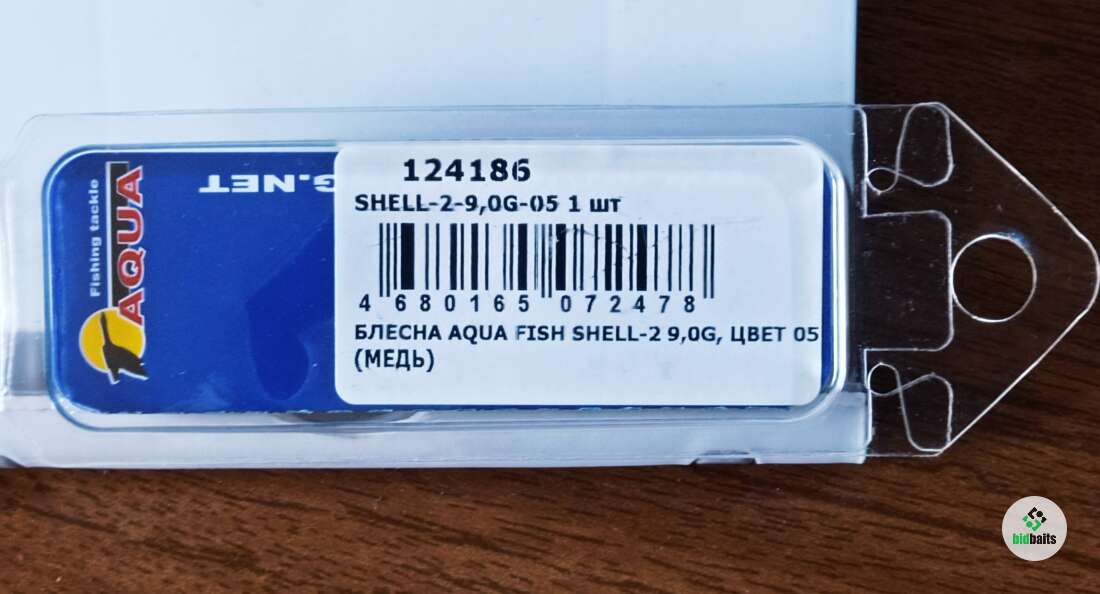 Fishing tackle
AQUA
G.NET
124186
SHELL-2-9,0G-05 1 шт
4 680165 072478
БЛЕСНА AQUA FISH SHELL-2 9,0G, ЦВЕТ 05
(МЕДЬ)
bidbaits